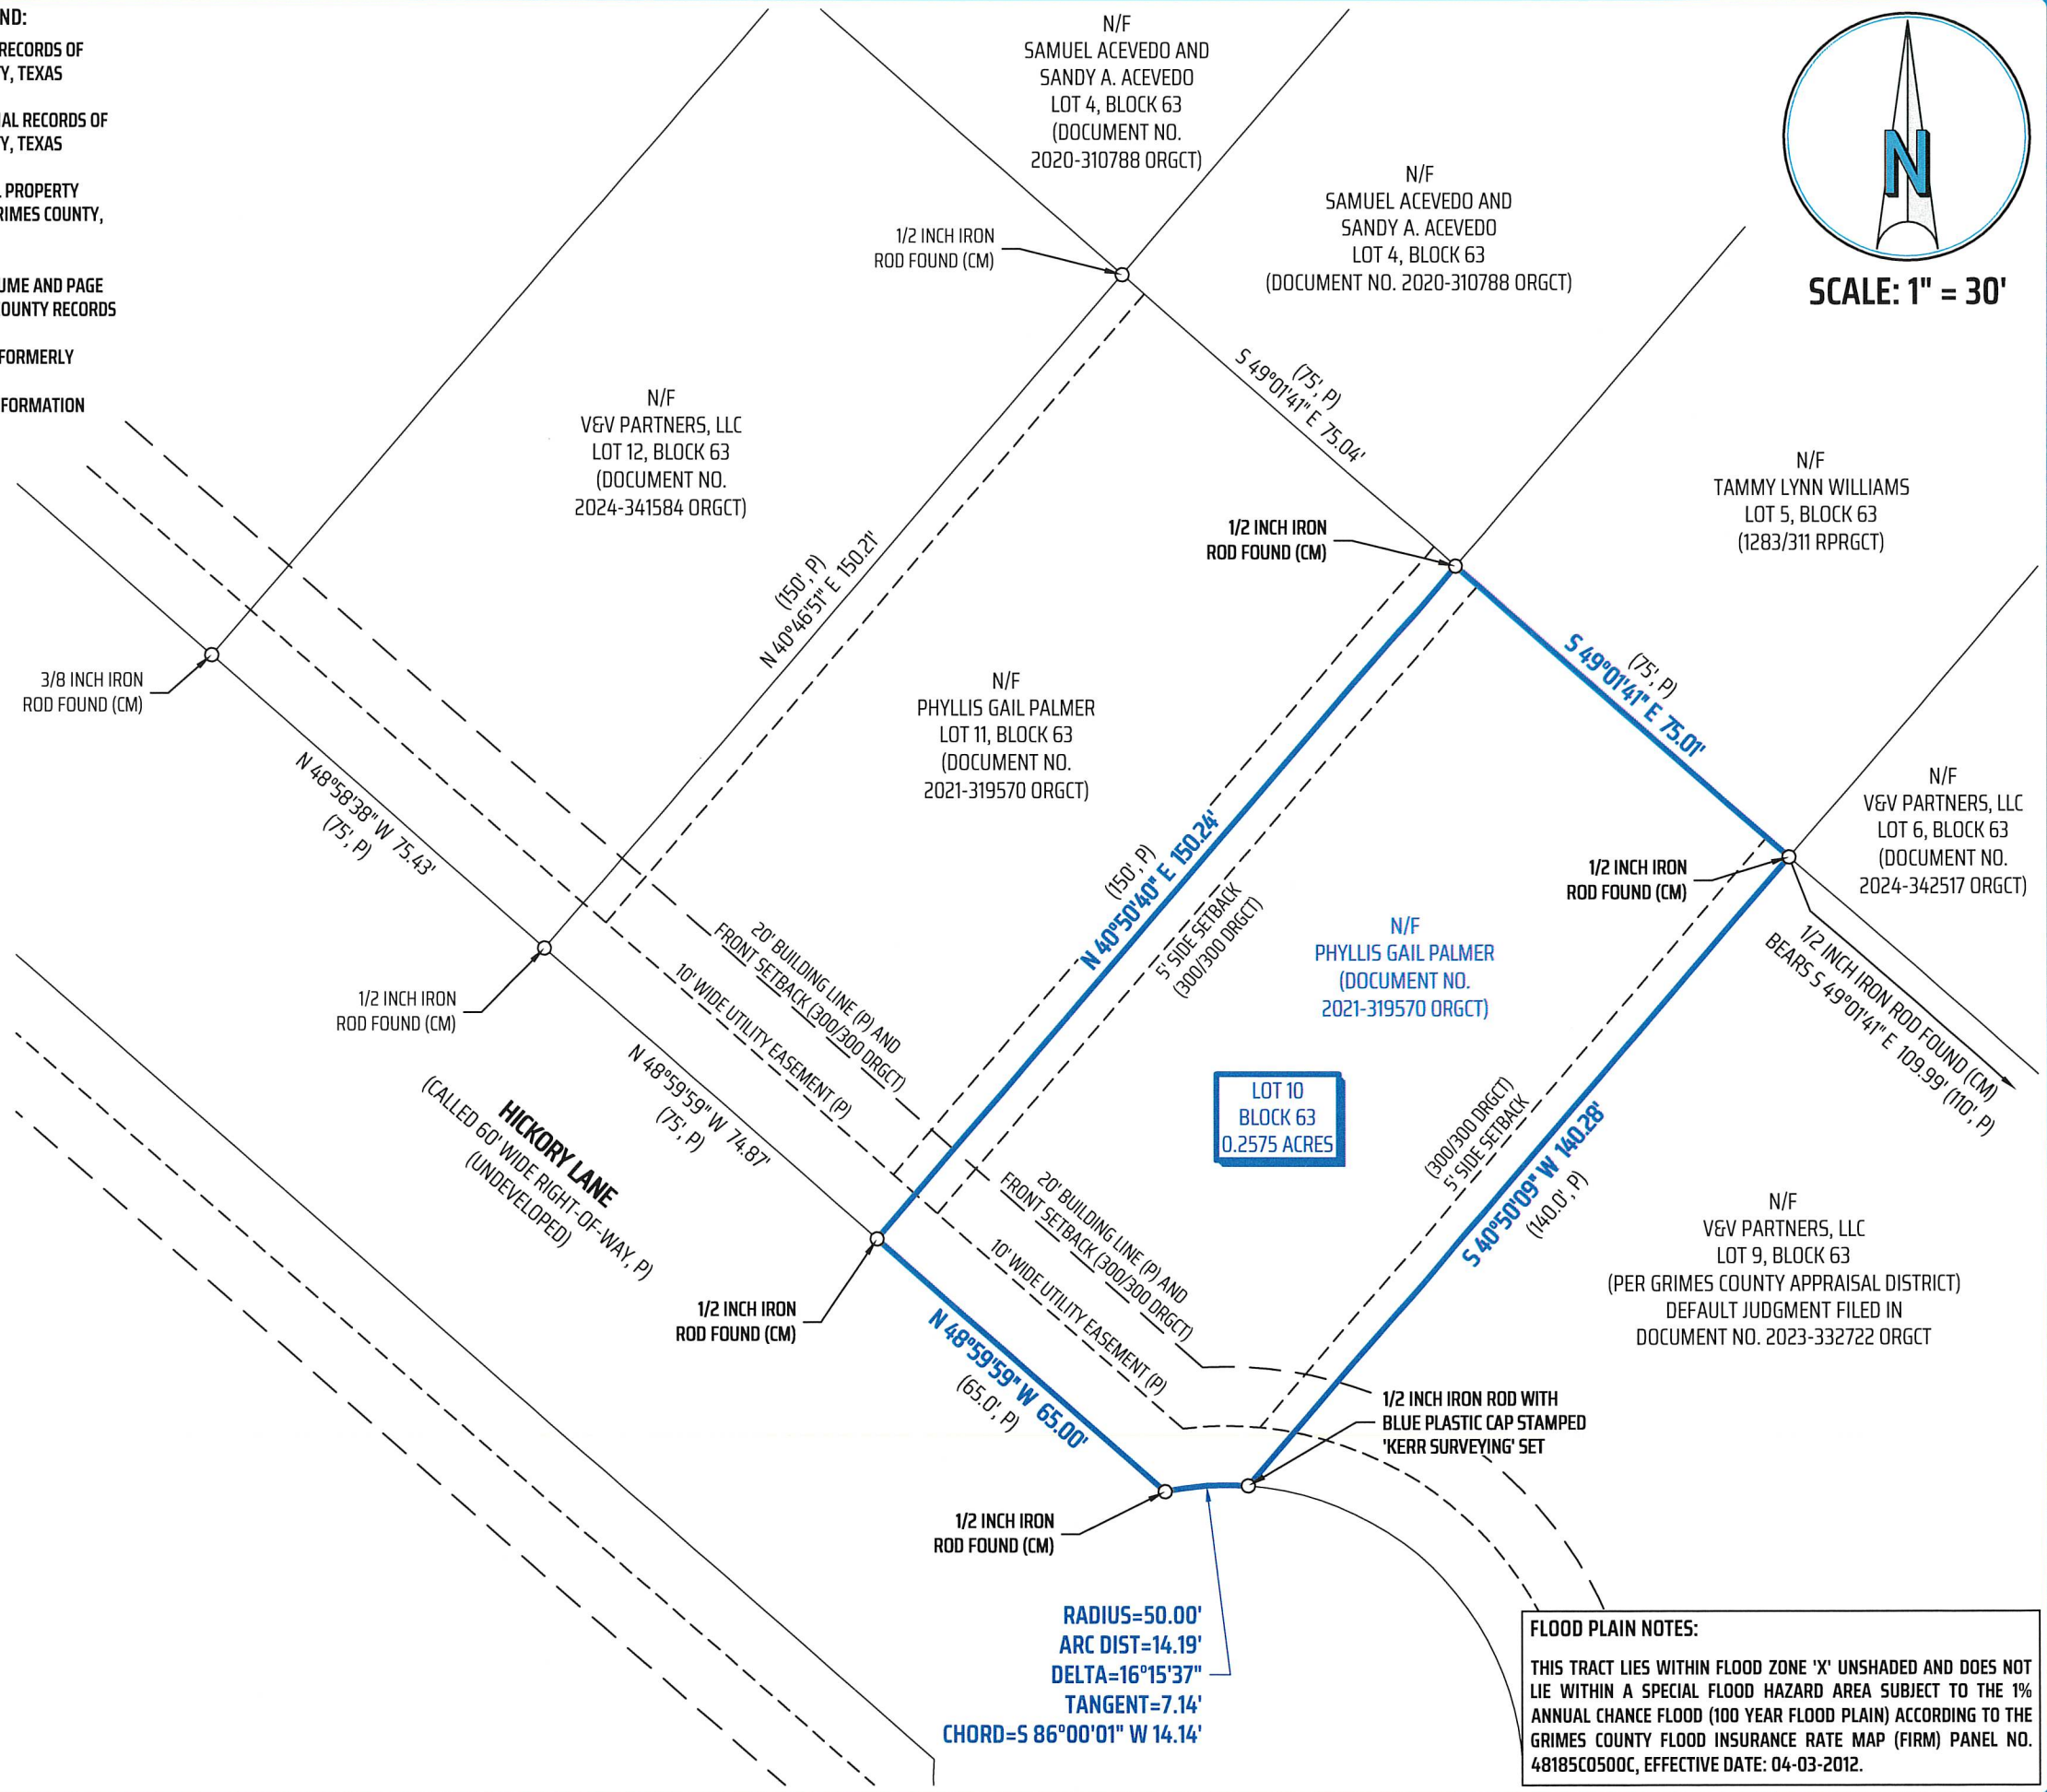 ND:
RECORDS OF
Y, TEXAS
IAL RECORDS OF
Y, TEXAS
PROPERTY
RIMES COUNTY,
UME AND PAGE
OUNTY RECORDS
FORMERLY
FORMATION
N/F
SAMUEL ACEVEDO AND
SANDY A. ACEVEDO
LOT 4, BLOCK 63
(DOCUMENT NO.
2020-310788 ORGCT)
N/F
SAMUEL ACEVEDO AND
SANDY A. ACEVEDO
LOT 4, BLOCK 63
(DOCUMENT NO. 2020-310788 ORGCT)
N
SCALE: 1" = 30'
1/2 INCH IRON
ROD FOUND (CM)
(75', P)
S 49°01'41" E 75.04'
N/F
V&V PARTNERS, LLC
LOT 12, BLOCK 63
(DOCUMENT NO.
2024-341584 ORGCT)
N/F
TAMMY LYNN WILLIAMS
LOT 5, BLOCK 63
(1283/311 RPRGCT)
1/2 INCH IRON
ROD FOUND (CM)
(150', P)
N 40°46'51" E 150.21'
3/8 INCH IRON
ROD FOUND (CM)
N/F
PHYLLIS GAIL PALMER
LOT 11, BLOCK 63
(DOCUMENT NO.
2021-319570 ORGCT)
(75', P)
S 49°01'41" E 75.01'
N 48°58'38" W 75.43'
(75', P)
N/F
V&V PARTNERS, LLC
LOT 6, BLOCK 63
(DOCUMENT NO.
2024-342517 ORGCT)
1/2 INCH IRON
ROD FOUND (CM)
(150', P)
N 40°50'40" E 150.24'
5' SIDE SETBACK
(300/300 DRGCT)
N/F
PHYLLIS GAIL PALMER
(DOCUMENT NO.
2021-319570 ORGCT)
1/2 INCH IRON ROD FOUND (CM)
BEARS S 49°01'41" E 109.99' (110', P)
20' BUILDING LINE (P) AND
FRONT SETBACK (300/300 DRGCT)
10' WIDE UTILITY EASEMENT (P)
1/2 INCH IRON
ROD FOUND (CM)
N 48°59'59" W 74.87'
(75', P)
LOT 10
BLOCK 63
0.2575 ACRES
HICKORY LANE
(CALLED 60' WIDE RIGHT-OF-WAY, P)
(UNDEVELOPED)
(300/300 DRGCT)
5' SIDE SETBACK
S 40°50'09" W 140.28'
(140.0', P)
20' BUILDING LINE (P) AND
FRONT SETBACK (300/300 DRGCT)
10' WIDE UTILITY EASEMENT (P)
N/F
V&V PARTNERS, LLC
LOT 9, BLOCK 63
(PER GRIMES COUNTY APPRAISAL DISTRICT)
DEFAULT JUDGMENT FILED IN
DOCUMENT NO. 2023-332722 ORGCT
1/2 INCH IRON
ROD FOUND (CM)
N 48°59'59" W 65.00'
(65.0', P)
1/2 INCH IRON ROD WITH
BLUE PLASTIC CAP STAMPED
'KERR SURVEYING' SET
1/2 INCH IRON
ROD FOUND (CM)
RADIUS=50.00'
ARC DIST=14.19'
DELTA=16°15'37"
TANGENT=7.14'
CHORD=S 86°00'01" W 14.14'
FLOOD PLAIN NOTES:
THIS TRACT LIES WITHIN FLOOD ZONE 'X' UNSHADED AND DOES NOT
LIE WITHIN A SPECIAL FLOOD HAZARD AREA SUBJECT TO THE 1%
ANNUAL CHANCE FLOOD (100 YEAR FLOOD PLAIN) ACCORDING TO THE
GRIMES COUNTY FLOOD INSURANCE RATE MAP (FIRM) PANEL NO.
48185C0500C, EFFECTIVE DATE: 04-03-2012.